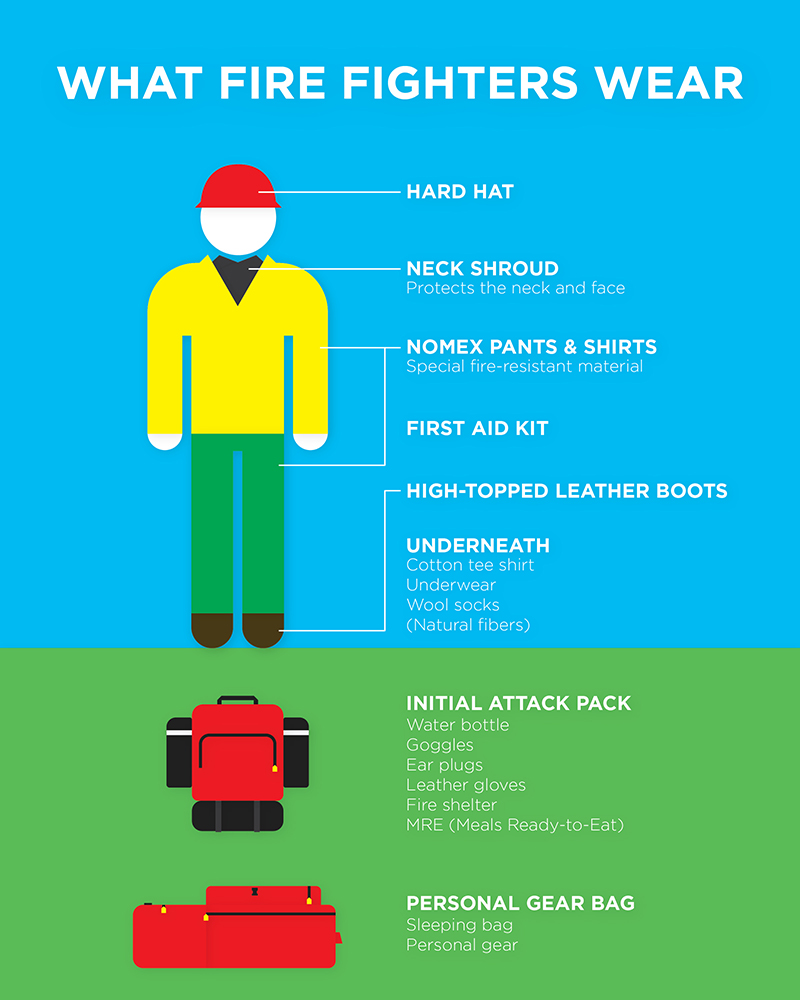 WHAT FIRE FIGHTERS WEAR
HARD HAT
NECK SHROUD
Protects the neck and face
NOMEX PANTS & SHIRTS
Special fire-resistant material
FIRST AID KIT
HIGH-TOPPED LEATHER BOOTS
UNDERNEATH
Cotton tee shirt
Underwear
Wool socks
(Natural fibers)
INITIAL ATTACK PACK
Water bottle
Goggles
Ear plugs
Leather gloves
Fire shelter
MRE (Meals Ready-to-Eat)
PERSONAL GEAR BAG
Sleeping bag
Personal gear